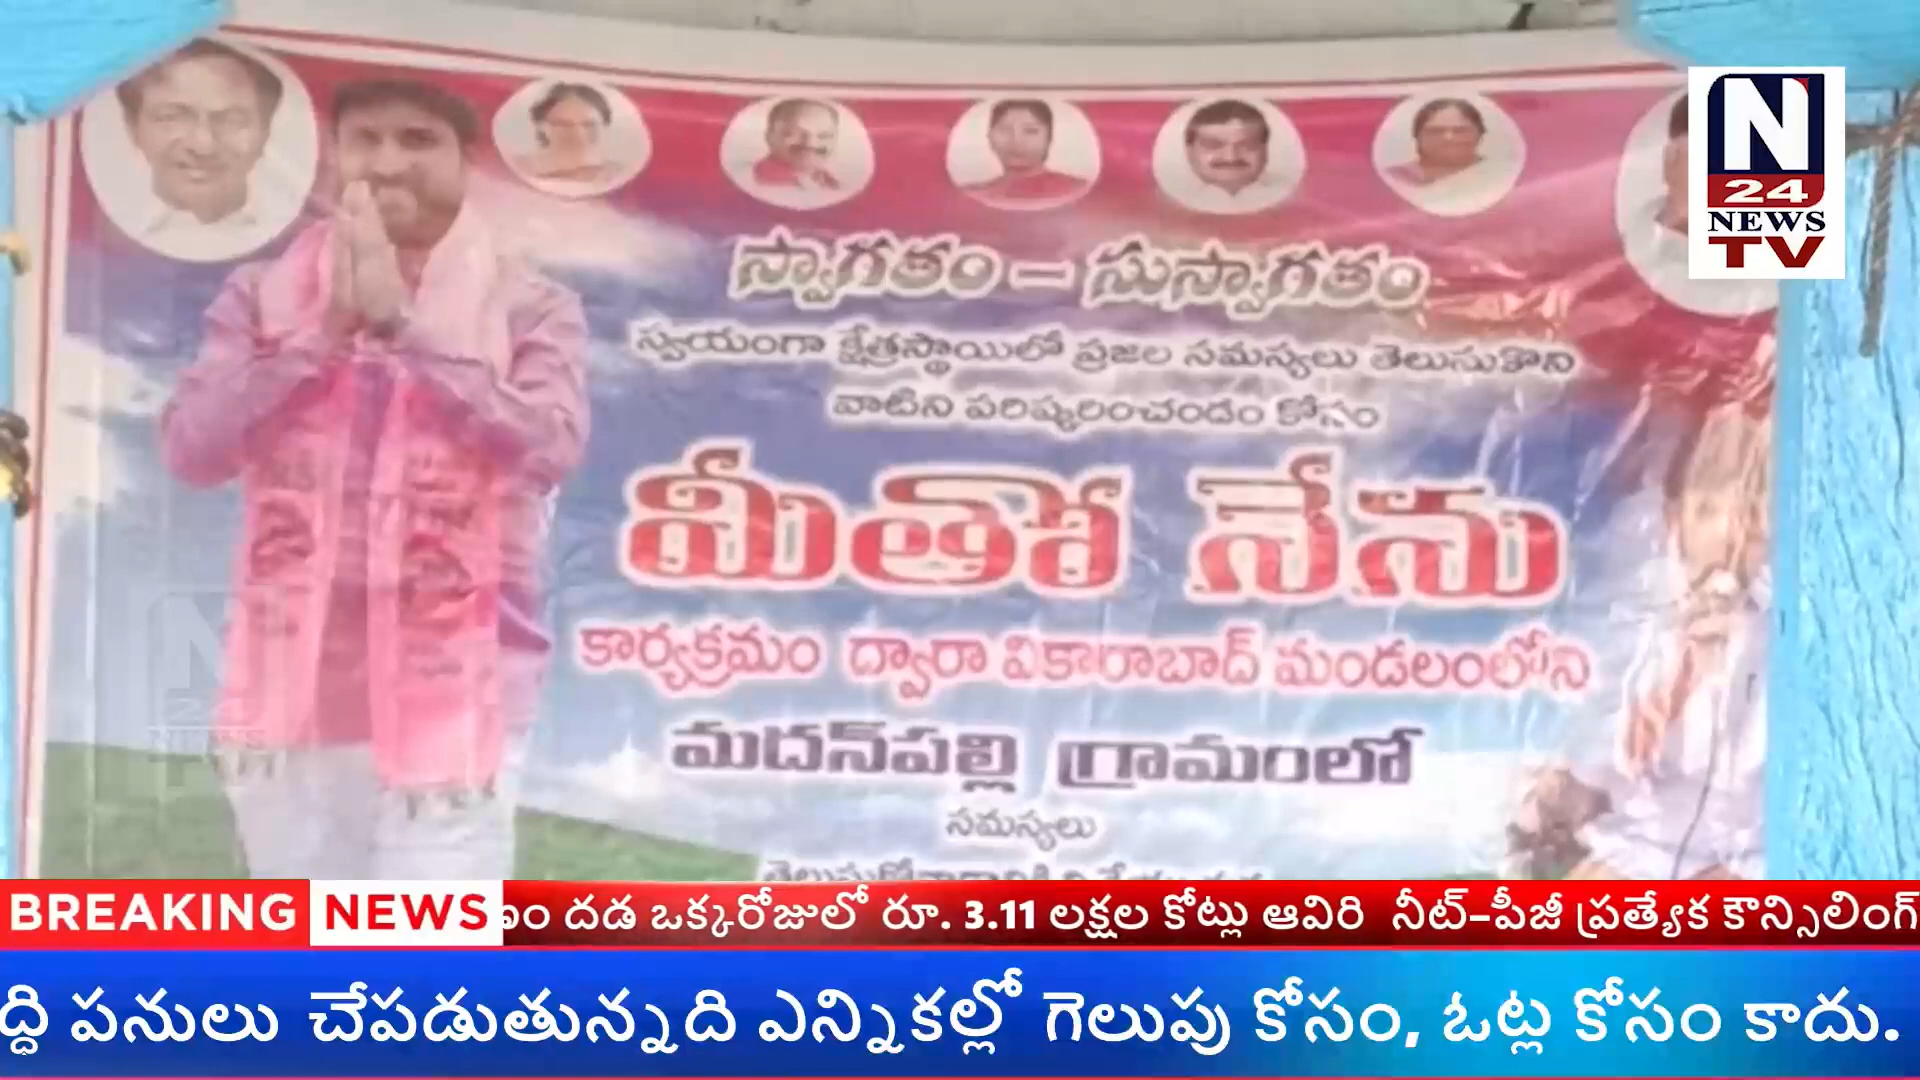 N
24
NEWS
TV
స్వాగతం – సుస్వాగతం
స్వయంగా క్షేత్రస్థాయిలో ప్రజల సమస్యలు తెలుసుకొని
వాటిని పరిష్కరించండం కోసం
మీతో నేను
కార్యక్రమం ద్వారా వికారాబాద్ మండలంలోని
మదన్‌పల్లి గ్రామంలో
సమస్యలు
BREAKING NEWS దడ ఒక్కరోజులో రూ. 3.11 లక్షల కోట్లు ఆవిరి నీట్-పీజీ ప్రత్యేక కౌన్సిలింగ్
పనులు చేపడుతున్నది ఎన్నికల్లో గెలుపు కోసం, ఓట్ల కోసం కాదు.